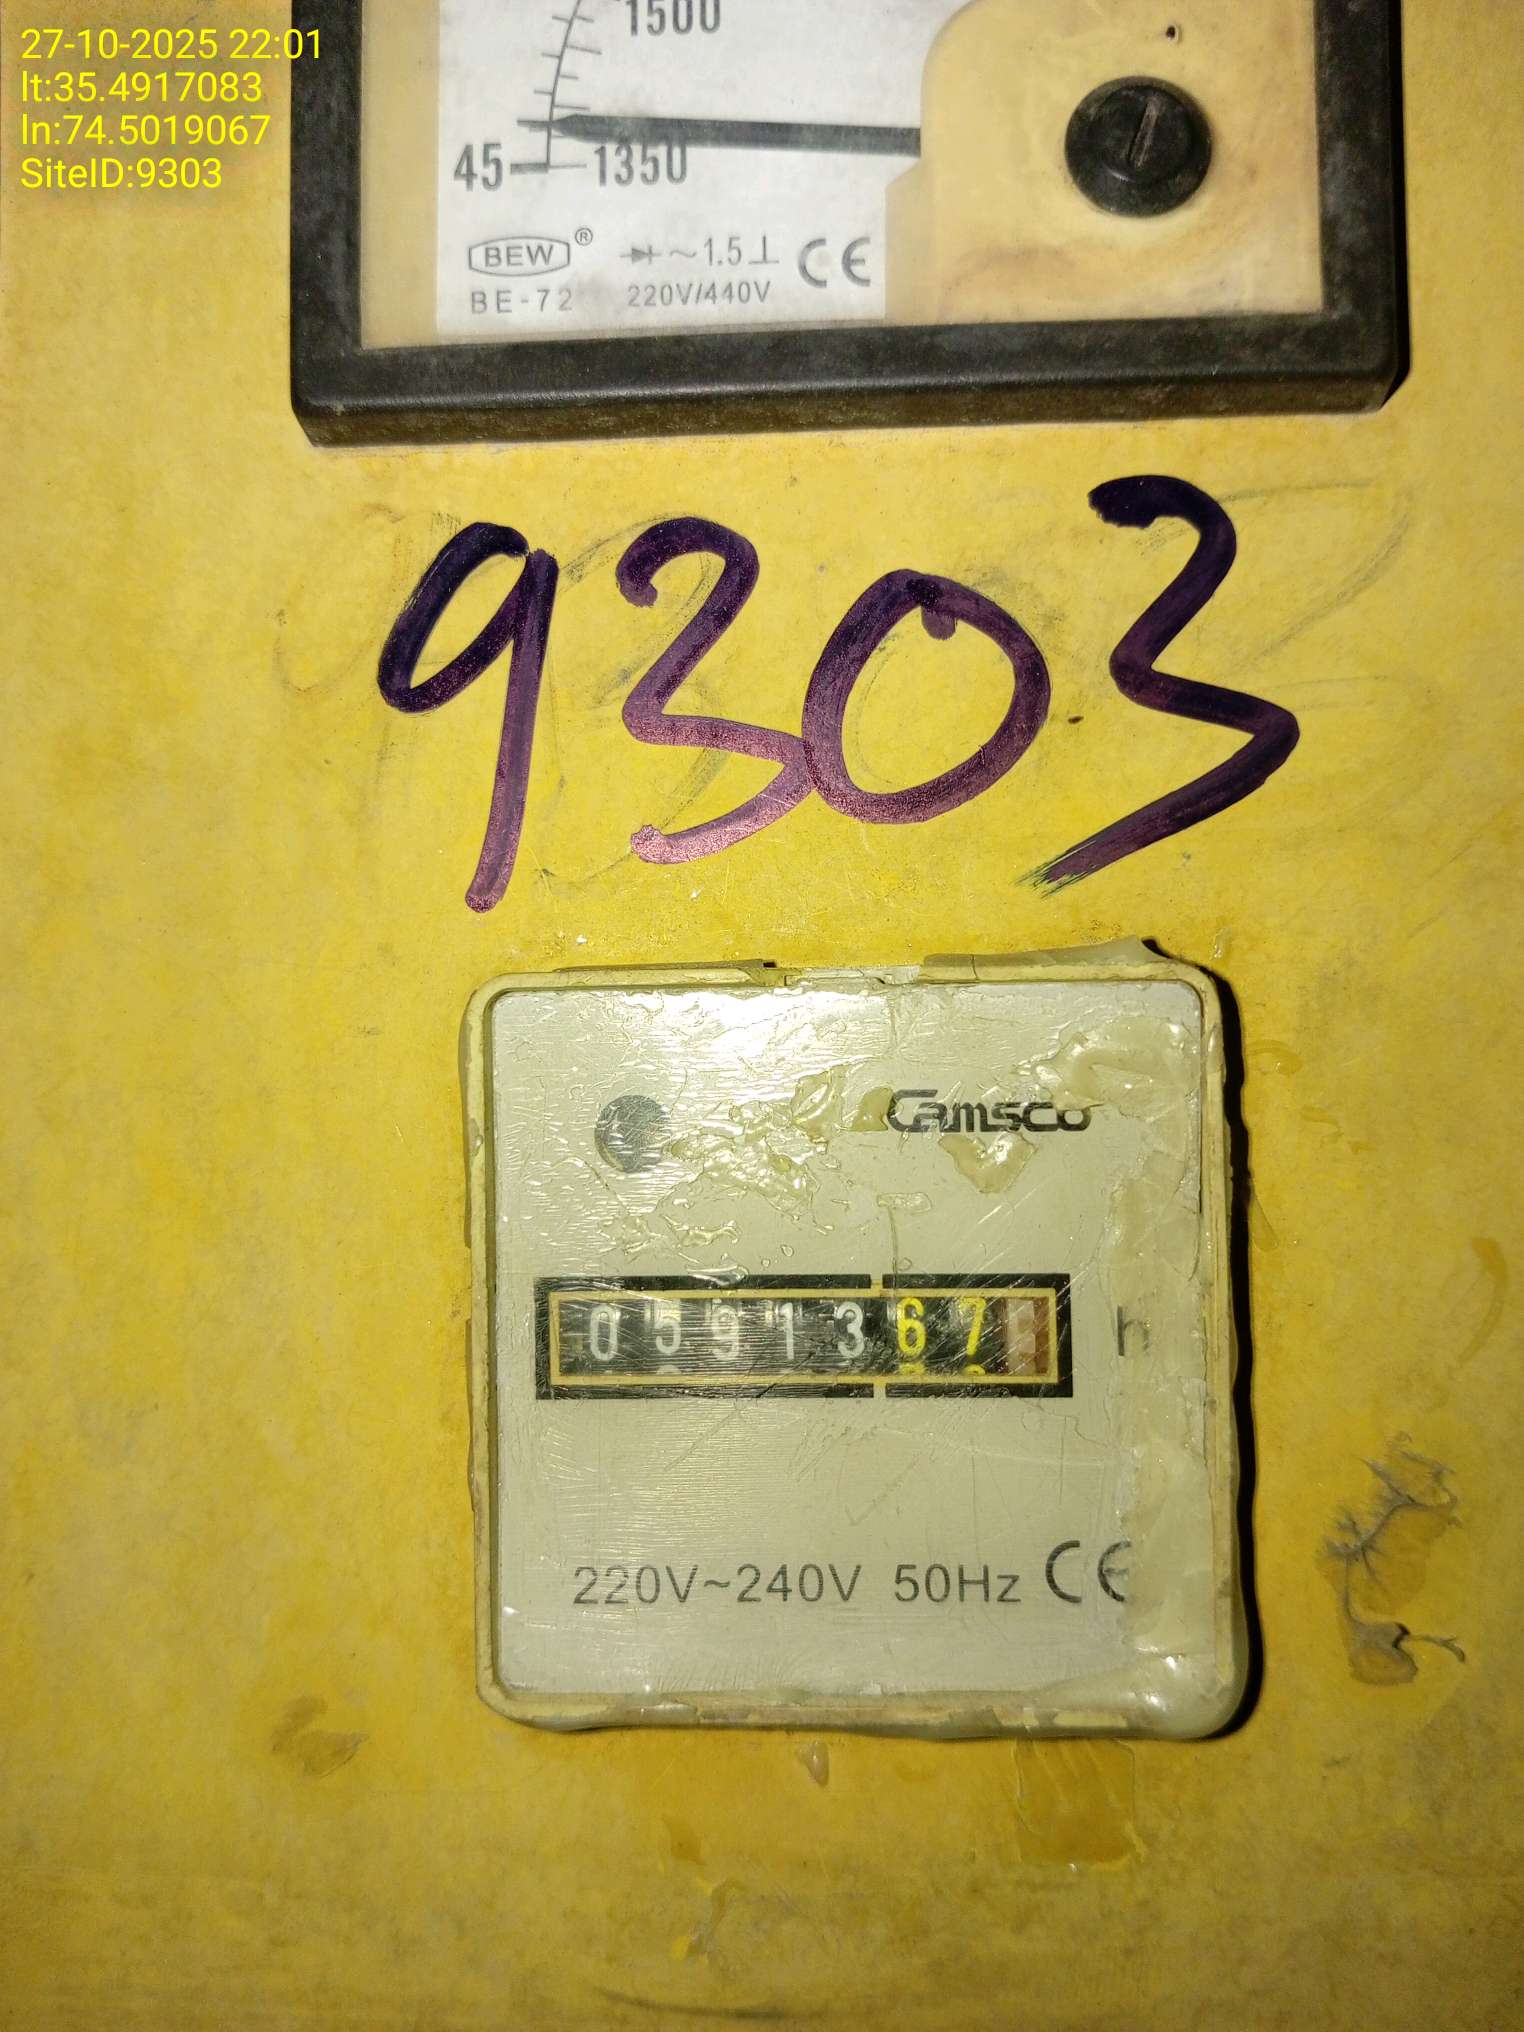 27-10-2025 22:01
lt:35.4917083
ln:74.5019067
SiteID:9303
1500
45 1350
BEW ®
~1.5 CE
BE-72 220V/440V
9303
Camsco
0591367 h
220V~240V 50Hz CE